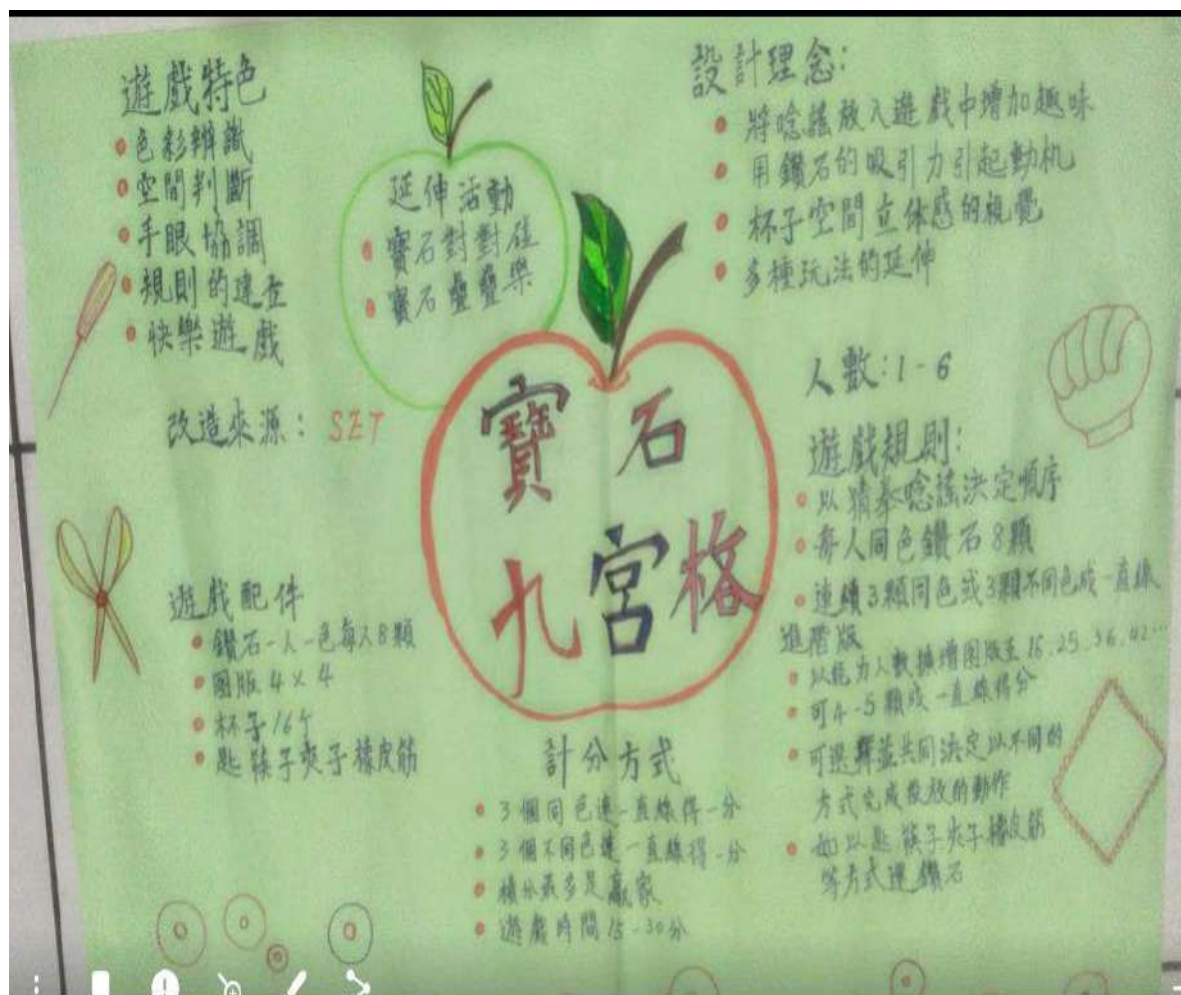 遊戲特色
• 色彩辨識
• 空間判斷
• 手眼協調
• 規則的建立
• 快樂遊戲
改造來源：SET
延伸活動
• 寶石對對碰
• 寶石疊疊樂
設計理念：
• 將唸謠放入遊戲中增加趣味
• 用鑽石的吸引力引起動机
• 杯子空間立体感的視覺
• 多種玩法的延伸
寶石
九宮格
人數：1-6
遊戲規則：
• 以猜拳唸謠決定順序
• 每人同色鑽石8顆
• 連續3顆同色或3顆不同色成一直線
進階版
• 以能力人數擴增图版至16.25.36.42…
• 可4-5顆成一直線得分
• 可選擇並共同決定以不同的
方式完成投放的動作
• 如以匙筷子夾子橡皮筋
等方式運鑽石
遊戲配件
• 鑽石一人一色每人8顆
• 图版4×4
• 杯子16个
• 匙筷子夾子橡皮筋
計分方式
• 3個同色連一直線得一分
• 3個不同色連一直線得一分
• 積分最多是贏家
• 遊戲時間15-30分